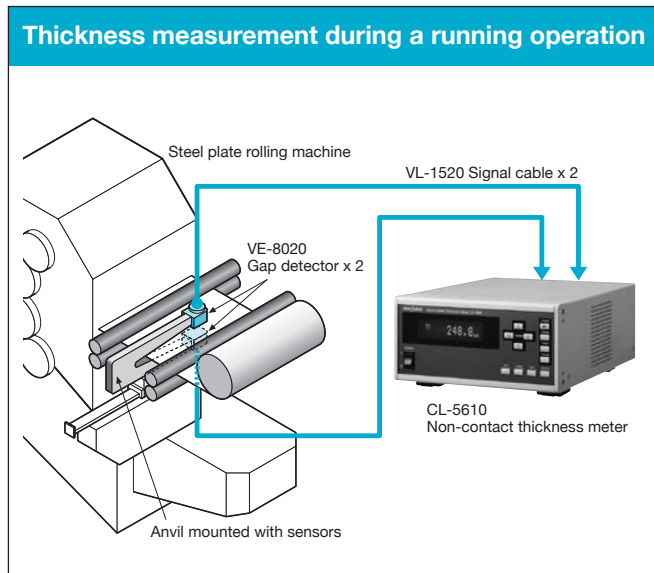 Thickness measurement during a running operation
Steel plate rolling machine
VL-1520 Signal cable x 2
VE-8020
Gap detector x 2
248.8
CL-5610
Non-contact thickness meter
Anvil mounted with sensors